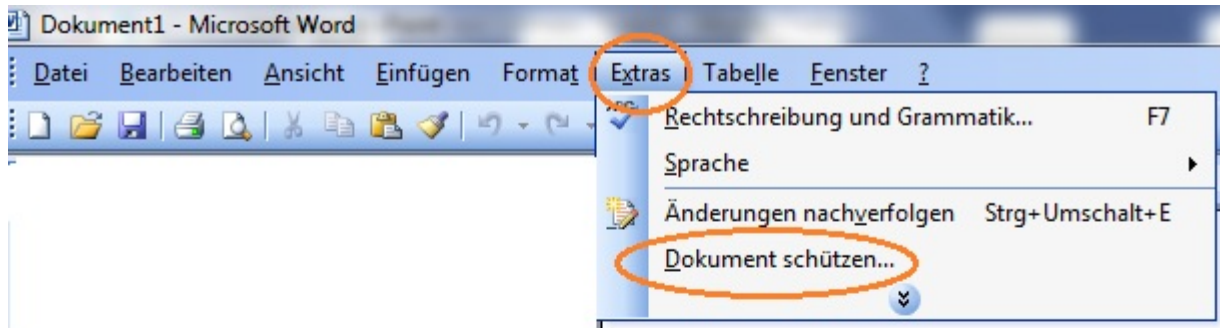 Dokument1 - Microsoft Word
Datei Bearbeiten Ansicht Einfügen Format Extras Tabelle Fenster ?
Rechtschreibung und Grammatik... F7
Sprache
Änderungen nachverfolgen Strg+Umschalt+E
Dokument schützen...